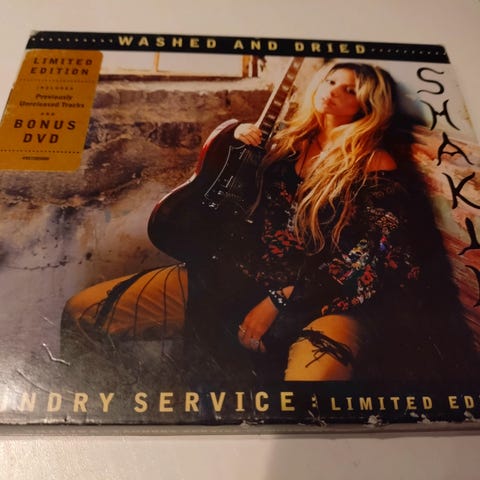 WASHED AND DRIED
LIMITED
EDITION
INCLUDES
Previously
Unreleased Tracks
AND
BONUS
DVD
SHAKI
NDRY SERVICE : LIMITED ED